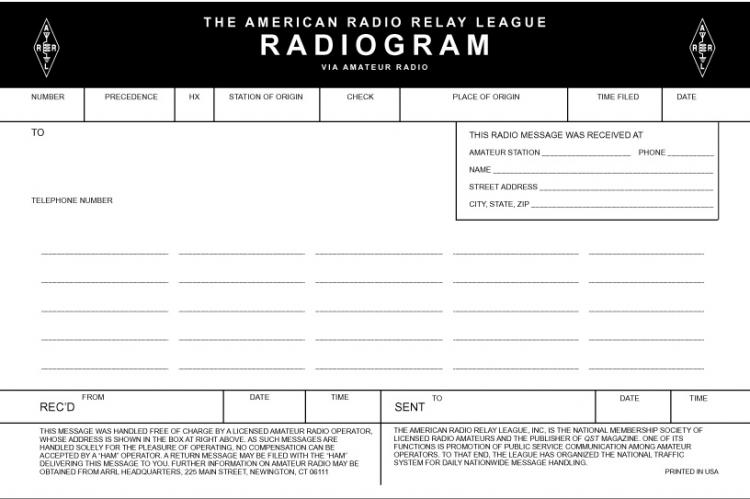 THE AMERICAN RADIO RELAY LEAGUE
RADIOGRAM
VIA AMATEUR RADIO
A
R R
R E
L
A
R R
R E
L
NUMBER PRECEDENCE HX STATION OF ORIGIN CHECK PLACE OF ORIGIN TIME FILED DATE
TO
THIS RADIO MESSAGE WAS RECEIVED AT
AMATEUR STATION ____________________ PHONE ___________
NAME
STREET ADDRESS
CITY, STATE, ZIP
TELEPHONE NUMBER
REC'D FROM DATE TIME
SENT TO DATE TIME
THIS MESSAGE WAS HANDLED FREE OF CHARGE BY A LICENSED AMATEUR RADIO OPERATOR,
WHOSE ADDRESS IS SHOWN IN THE BOX AT RIGHT ABOVE. AS SUCH MESSAGES ARE
HANDLED SOLELY FOR THE PLEASURE OF OPERATING, NO COMPENSATION CAN BE
ACCEPTED BY A "HAM" OPERATOR. A RETURN MESSAGE MAY BE FILED WITH THE "HAM"
DELIVERING THIS MESSAGE TO YOU. FURTHER INFORMATION ON AMATEUR RADIO MAY BE
OBTAINED FROM ARRL HEADQUARTERS, 225 MAIN STREET, NEWINGTON, CT 06111
THE AMERICAN RADIO RELAY LEAGUE, INC, IS THE NATIONAL MEMBERSHIP SOCIETY OF
LICENSED RADIO AMATEURS AND THE PUBLISHER OF QST MAGAZINE. ONE OF ITS
FUNCTIONS IS PROMOTION OF PUBLIC SERVICE COMMUNICATION AMONG AMATEUR
OPERATORS. TO THAT END, THE LEAGUE HAS ORGANIZED THE NATIONAL TRAFFIC
SYSTEM FOR DAILY NATIONWIDE MESSAGE HANDLING.
PRINTED IN USA